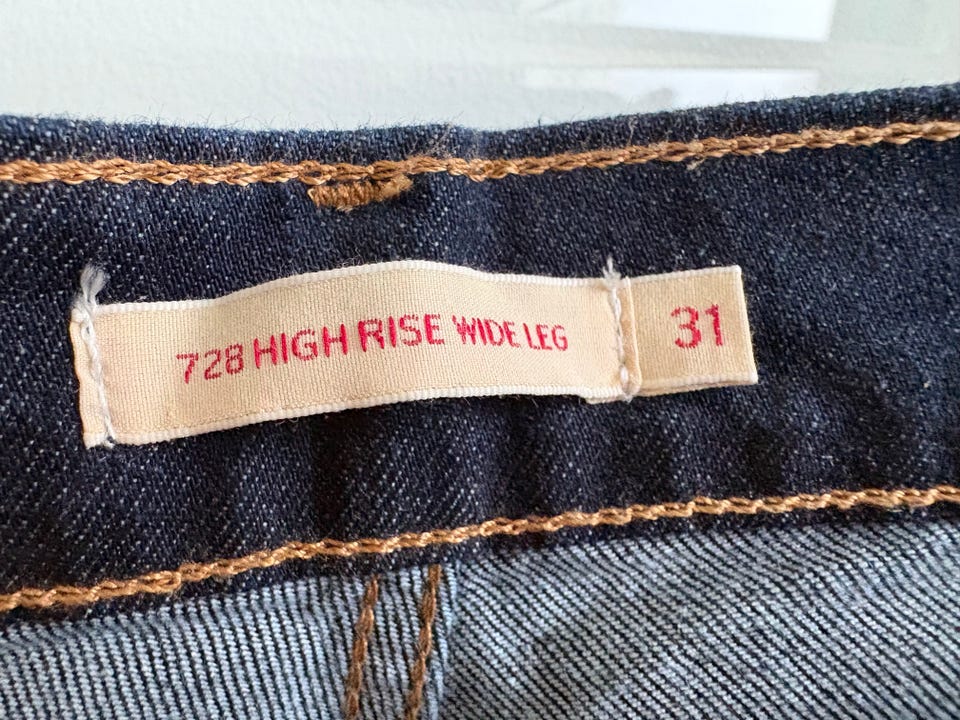 728 HIGH RISE WIDE LEG
31